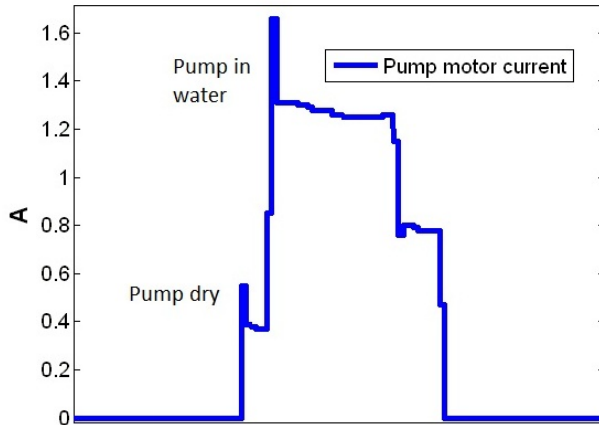 1.6
Pump in
water
Pump motor current
1.4
1.2
1
A
0.8
0.6
Pump dry
0.4
0.2
0